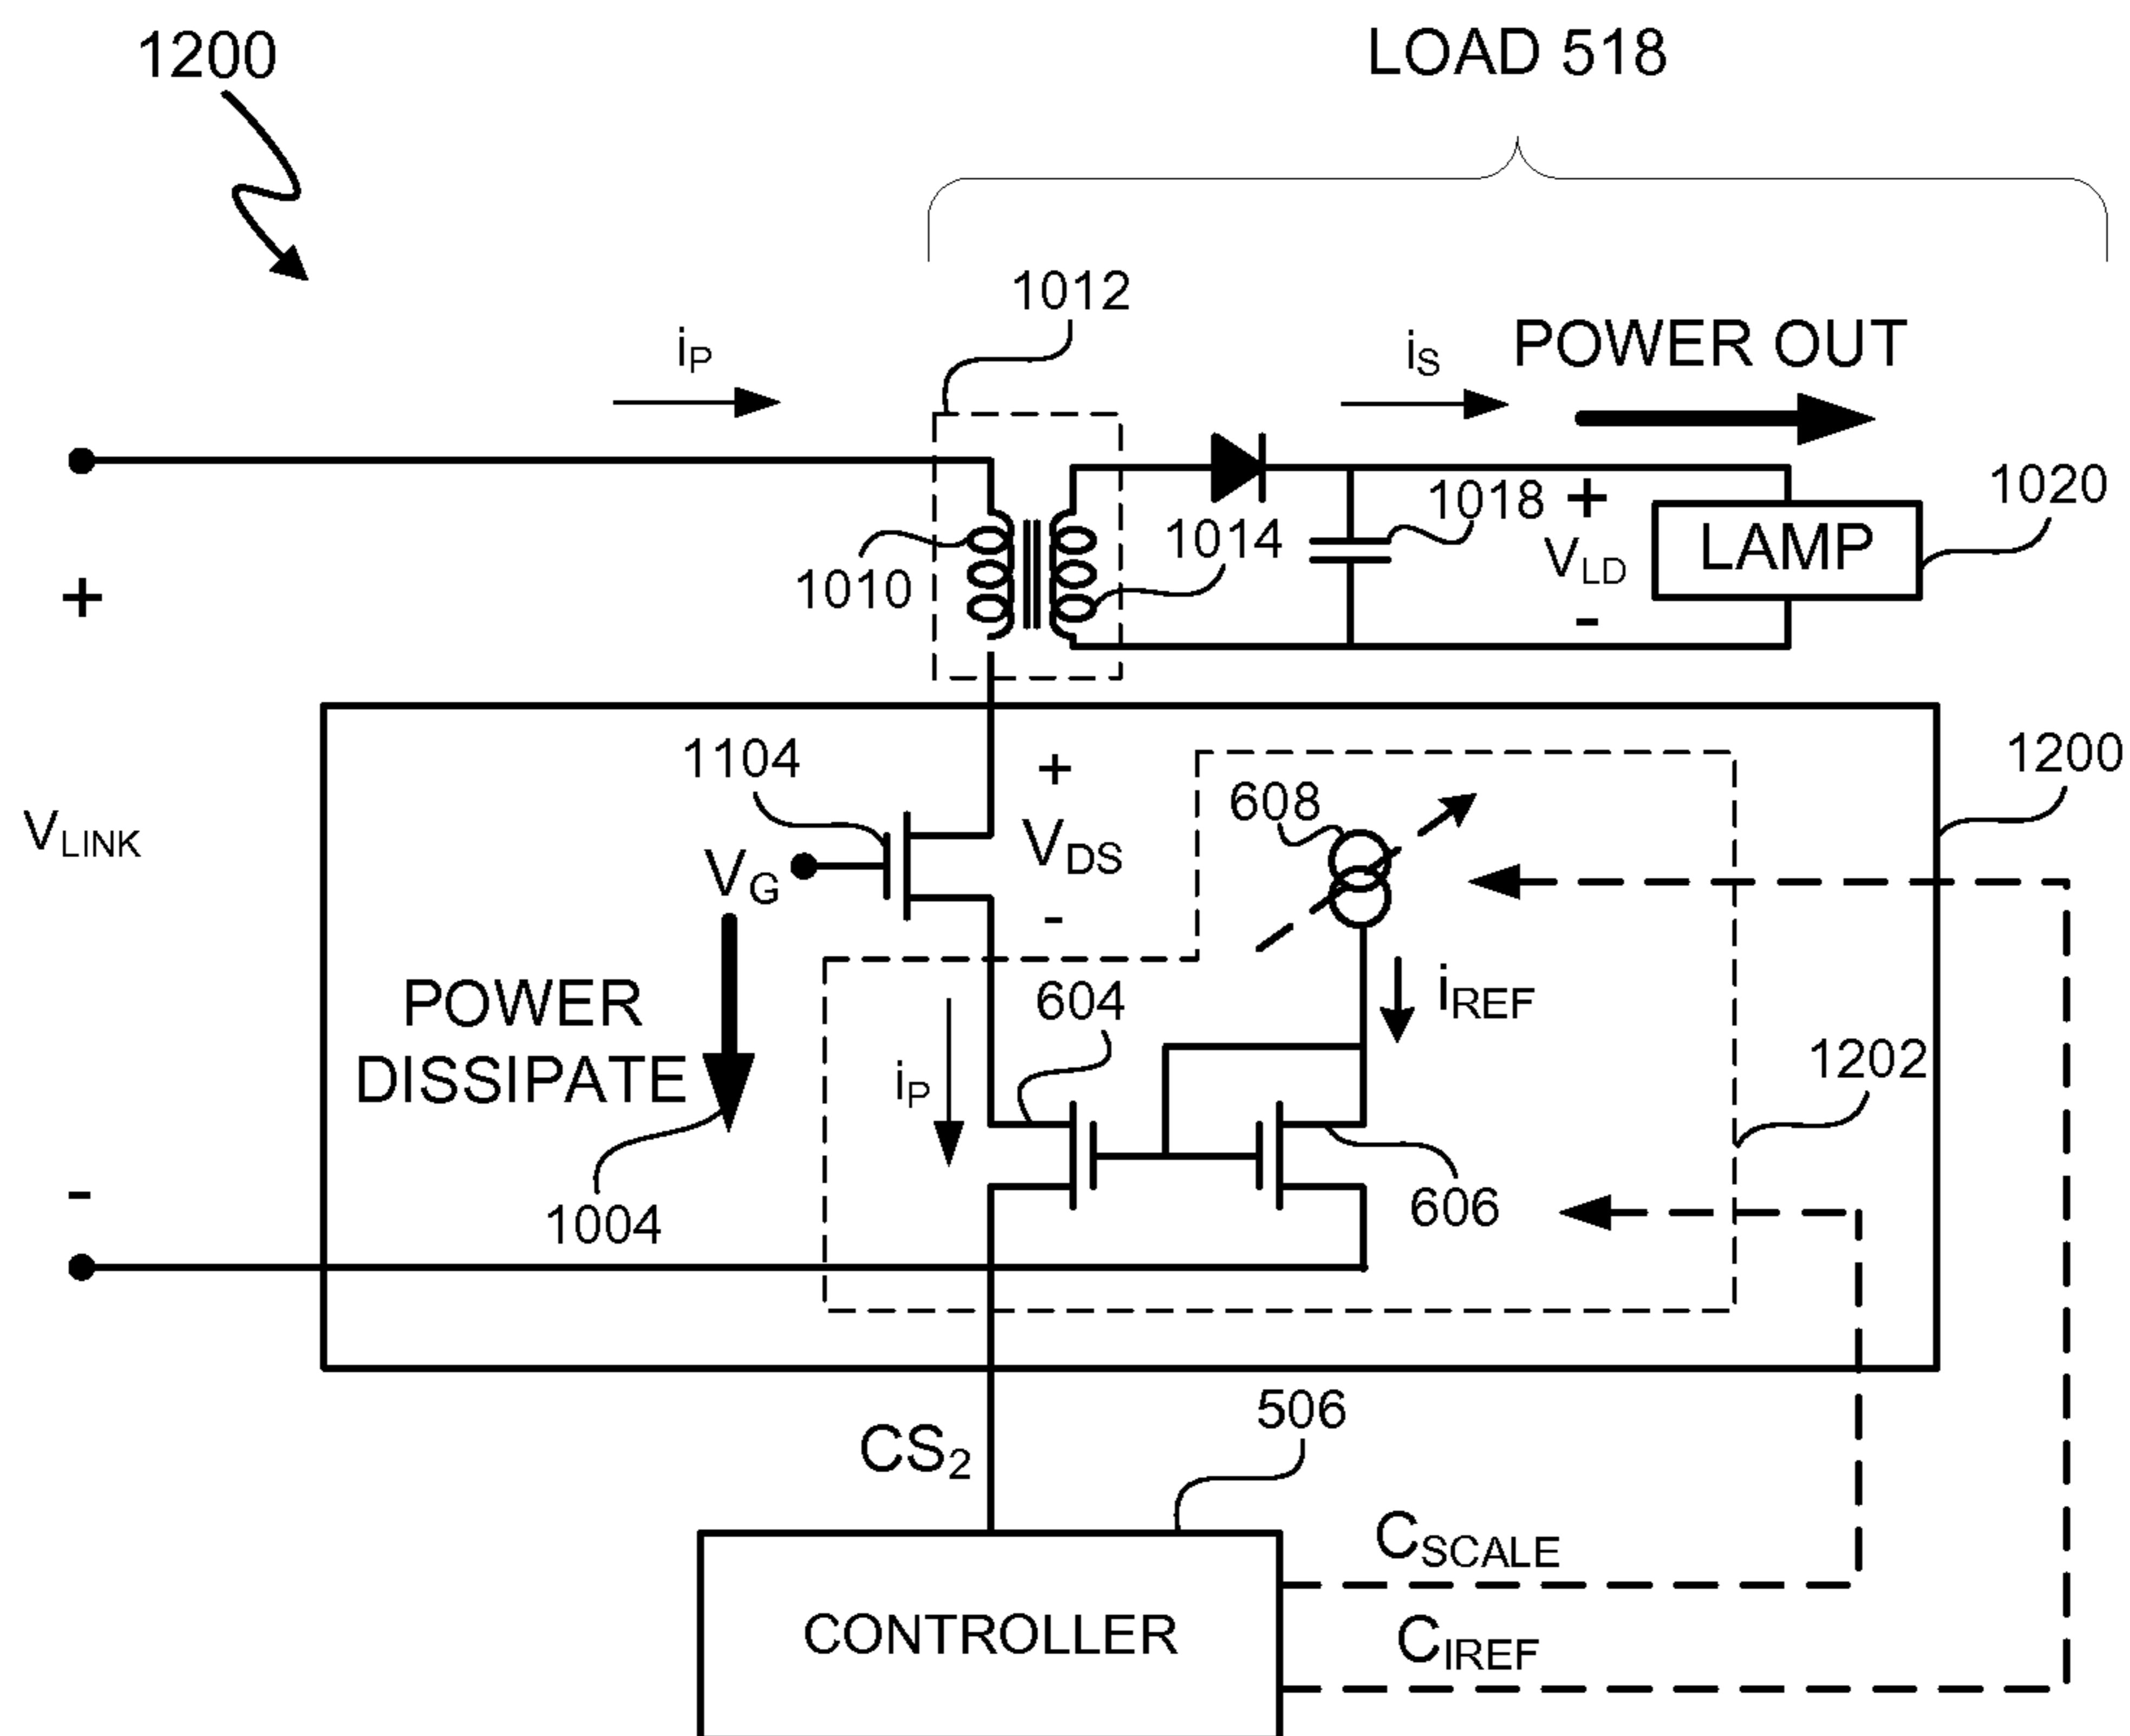 1200
LOAD 518
1012
iP
iS
POWER OUT
1018
+
1020
1014
LAMP
VLD
1010
+
-
1104
+
1200
608
VLINK
VDS
VG
-
POWER
DISSIPATE
604
iREF
1202
iP
-
1004
606
506
CS2
CSCALE
CONTROLLER
CIREF